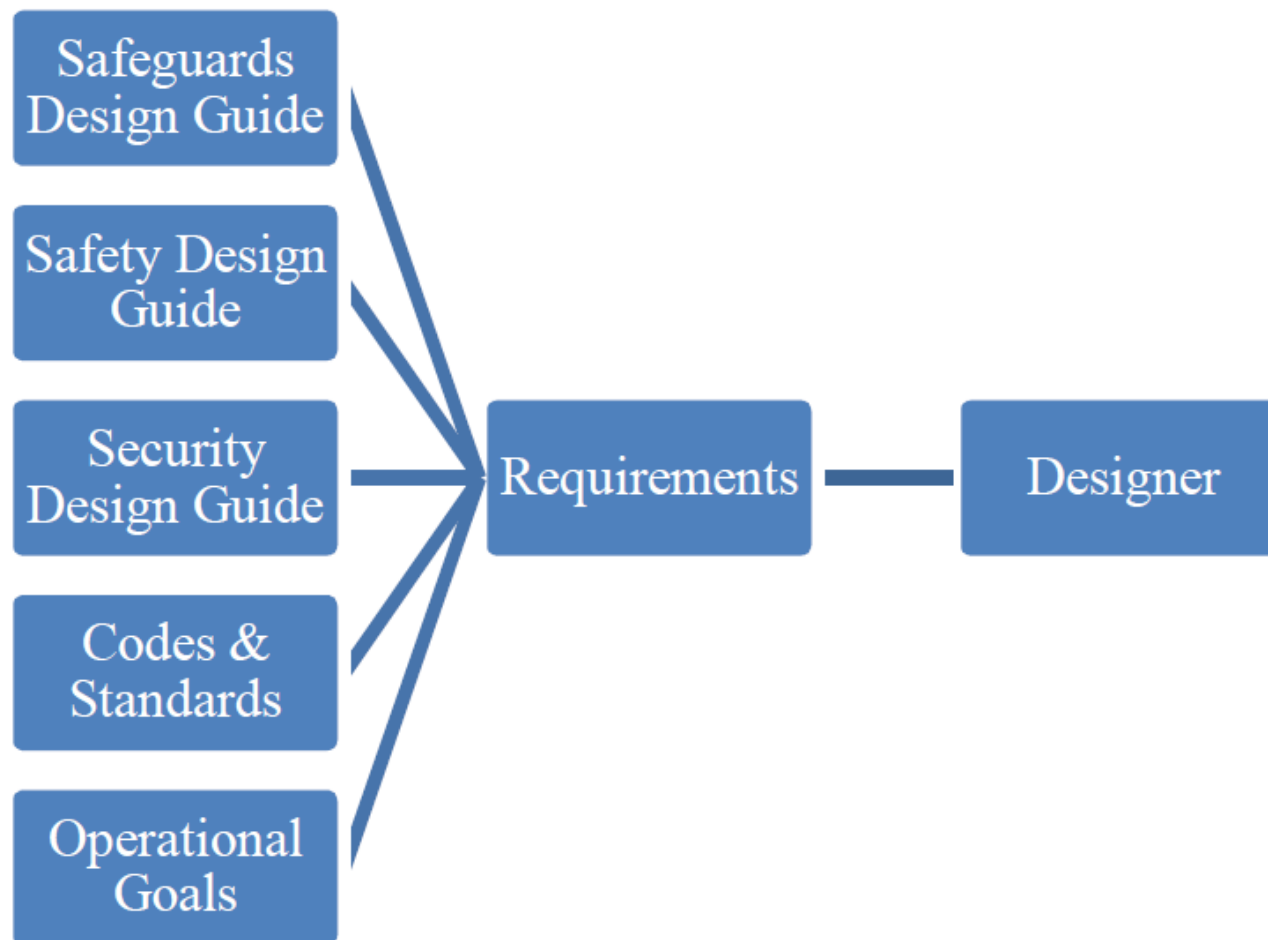 Safeguards
Design Guide
Safety Design
Guide
Security
Design Guide
Codes &
Standards
Operational
Goals
Requirements
Designer